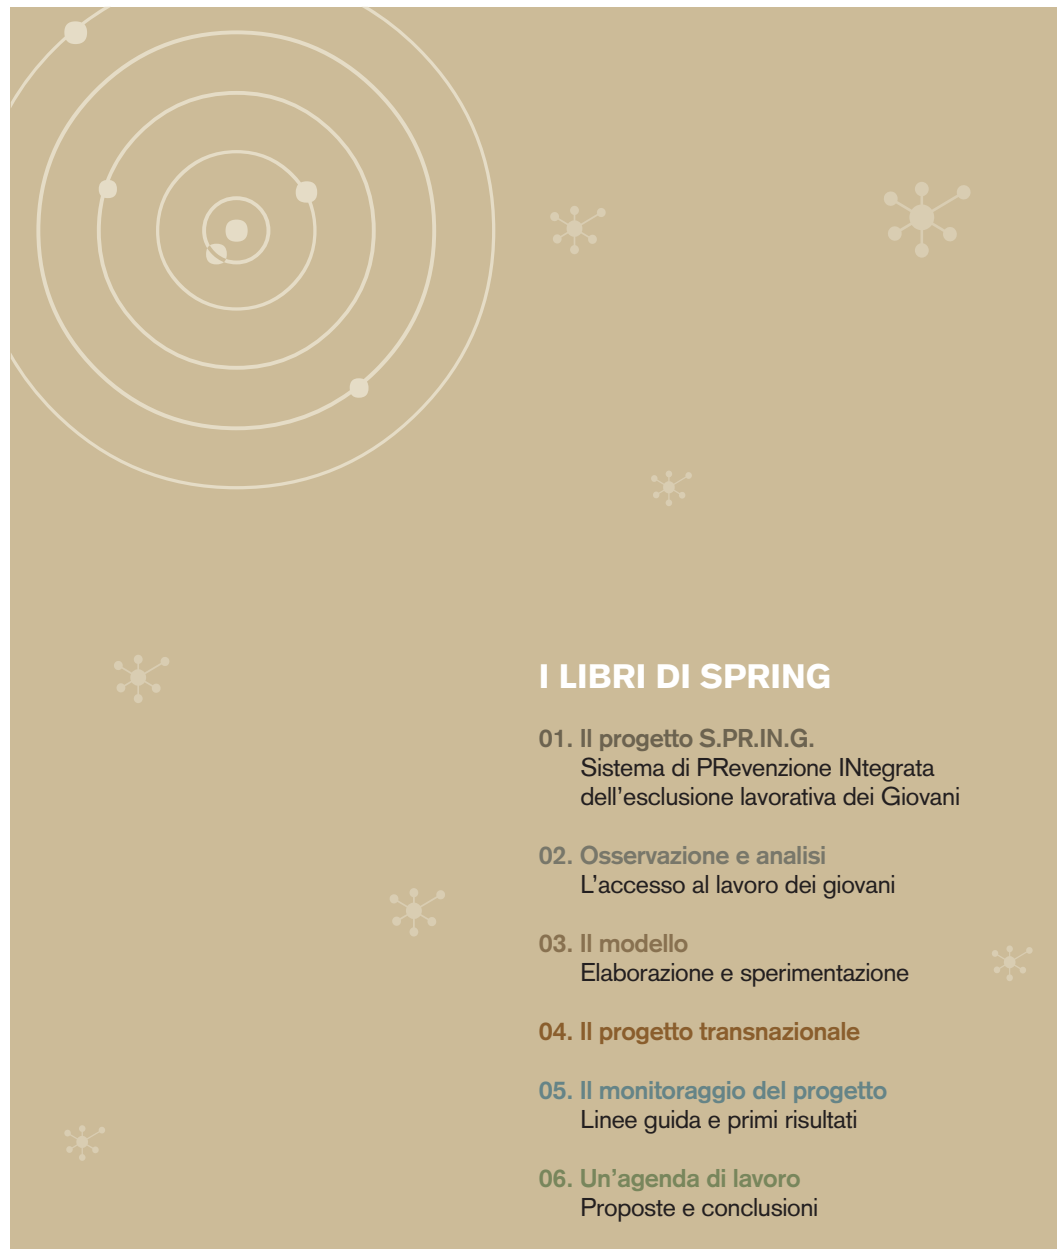 I LIBRI DI SPRING
01. Il progetto S.PR.IN.G.
Sistema di PRevenzione INtegrata
dell'esclusione lavorativa dei Giovani
02. Osservazione e analisi
L'accesso al lavoro dei giovani
03. Il modello
Elaborazione e sperimentazione
04. Il progetto transnazionale
05. Il monitoraggio del progetto
Linee guida e primi risultati
06. Un'agenda di lavoro
Proposte e conclusioni